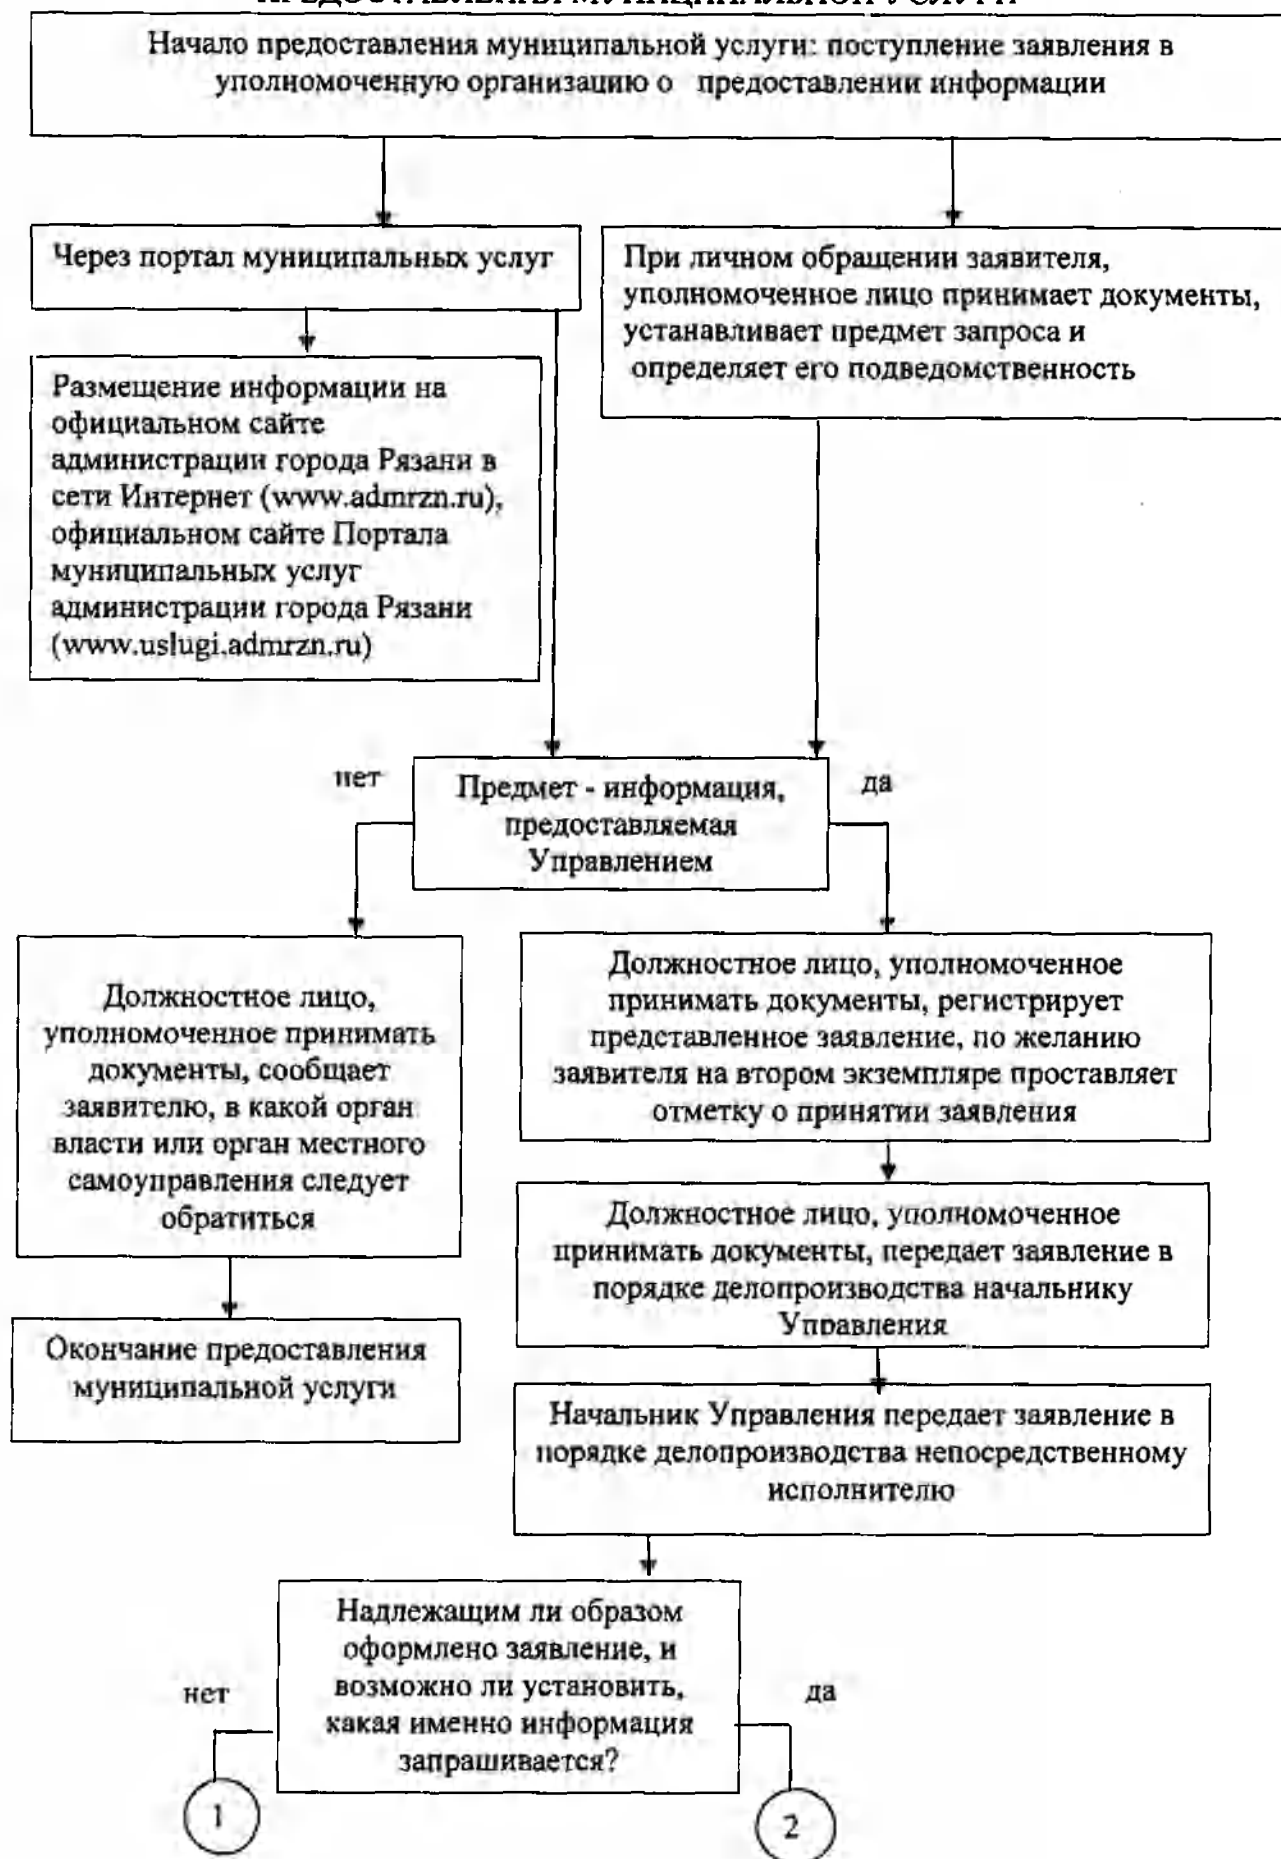 ПРЕДОСТАВЛЕНИЯ МУНИЦИПАЛЬНОЙ УСЛУГИ
Начало предоставления муниципальной услуги: поступление заявления в
уполномоченную организацию о предоставлении информации
Через портал муниципальных услуг
При личном обращении заявителя,
уполномоченное лицо принимает документы,
устанавливает предмет запроса и
определяет его подведомственность
Размещение информации на
официальном сайте
администрации города Рязани в
сети Интернет (www.admrzn.ru),
официальном сайте Портала
муниципальных услуг
администрации города Рязани
(www.uslugi.admrzn.ru)
нет
Предмет - информация,
предоставляемая
Управлением
да
Должностное лицо,
уполномоченное принимать
документы, сообщает
заявителю, в какой орган
власти или орган местного
самоуправления следует
обратиться
Должностное лицо, уполномоченное
принимать документы, регистрирует
представленное заявление, по желанию
заявителя на втором экземпляре проставляет
отметку о принятии заявления
Должностное лицо, уполномоченное
принимать документы, передает заявление в
порядке делопроизводства начальнику
Управления
Окончание предоставления
муниципальной услуги
Начальник Управления передает заявление в
порядке делопроизводства непосредственному
исполнителю
Надлежащим ли образом
оформлено заявление, и
возможно ли установить,
какая именно информация
запрашивается?
нет
да
1
2